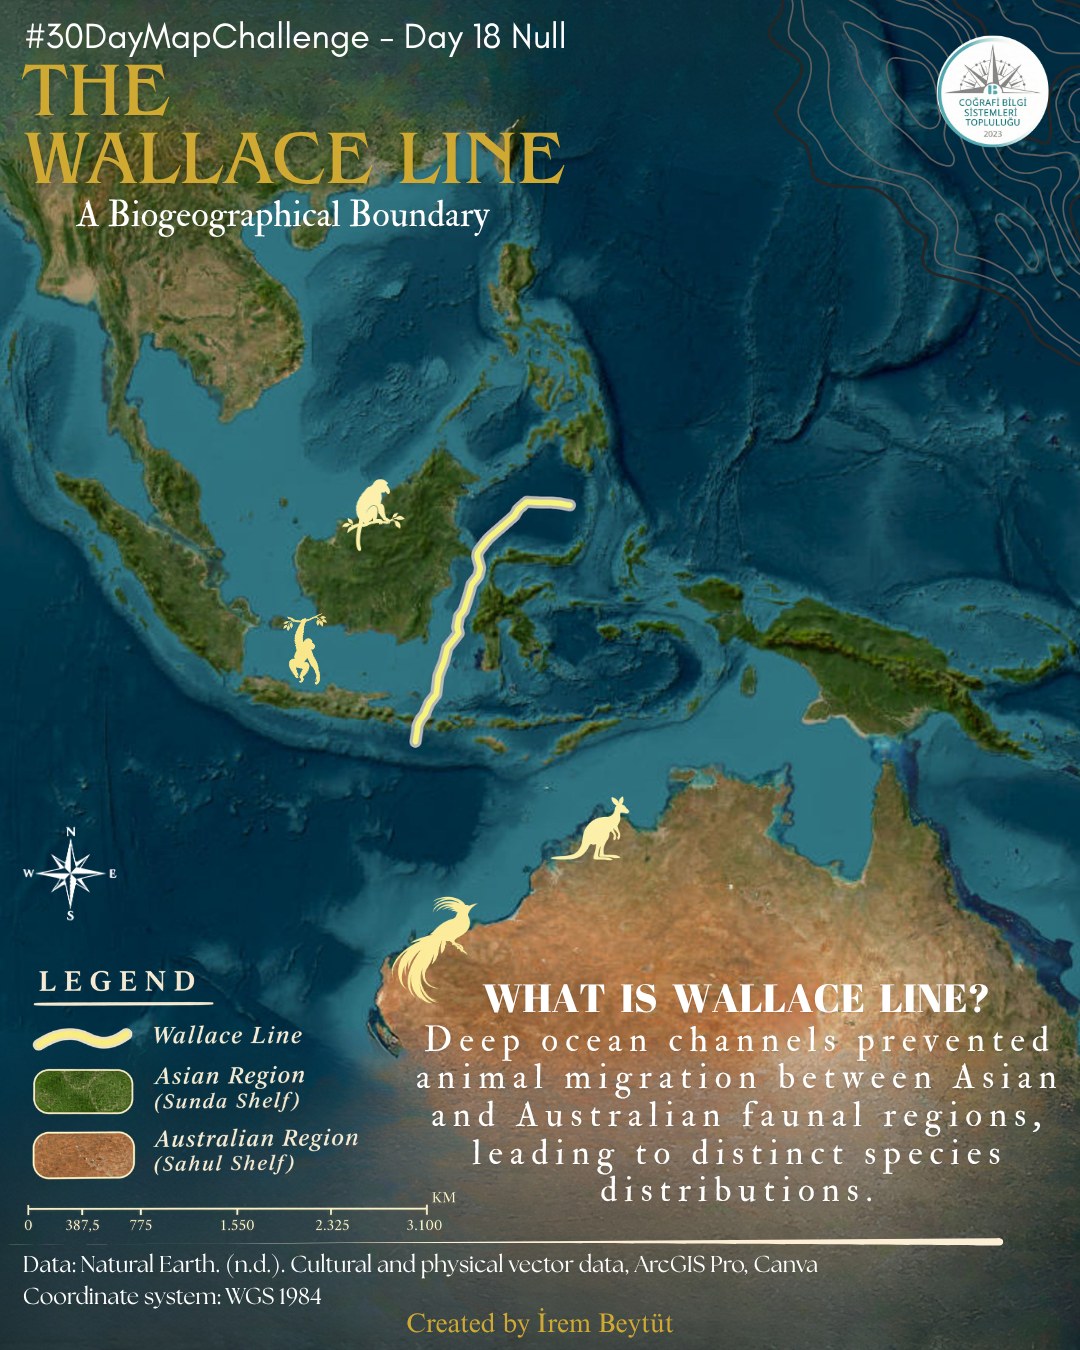 #30DayMapChallenge - Day 18 Null
THE
WALLACE LINE
A Biogeographical Boundary
COĞRAFİ BİLGİ
SİSTEMLERİ
TOPLULUĞU
2023
N
W E
S
LEGEND
Wallace Line
Asian Region
(Sunda Shelf)
Australian Region
(Sahul Shelf)
KM
0 387,5 775 1.550 2.325 3.100
WHAT IS WALLACE LINE?
Deep ocean channels prevented
animal migration between Asian
and Australian faunal regions,
leading to distinct species
distributions.
Data: Natural Earth. (n.d.). Cultural and physical vector data, ArcGIS Pro, Canva
Coordinate system: WGS 1984
Created by İrem Beytüt